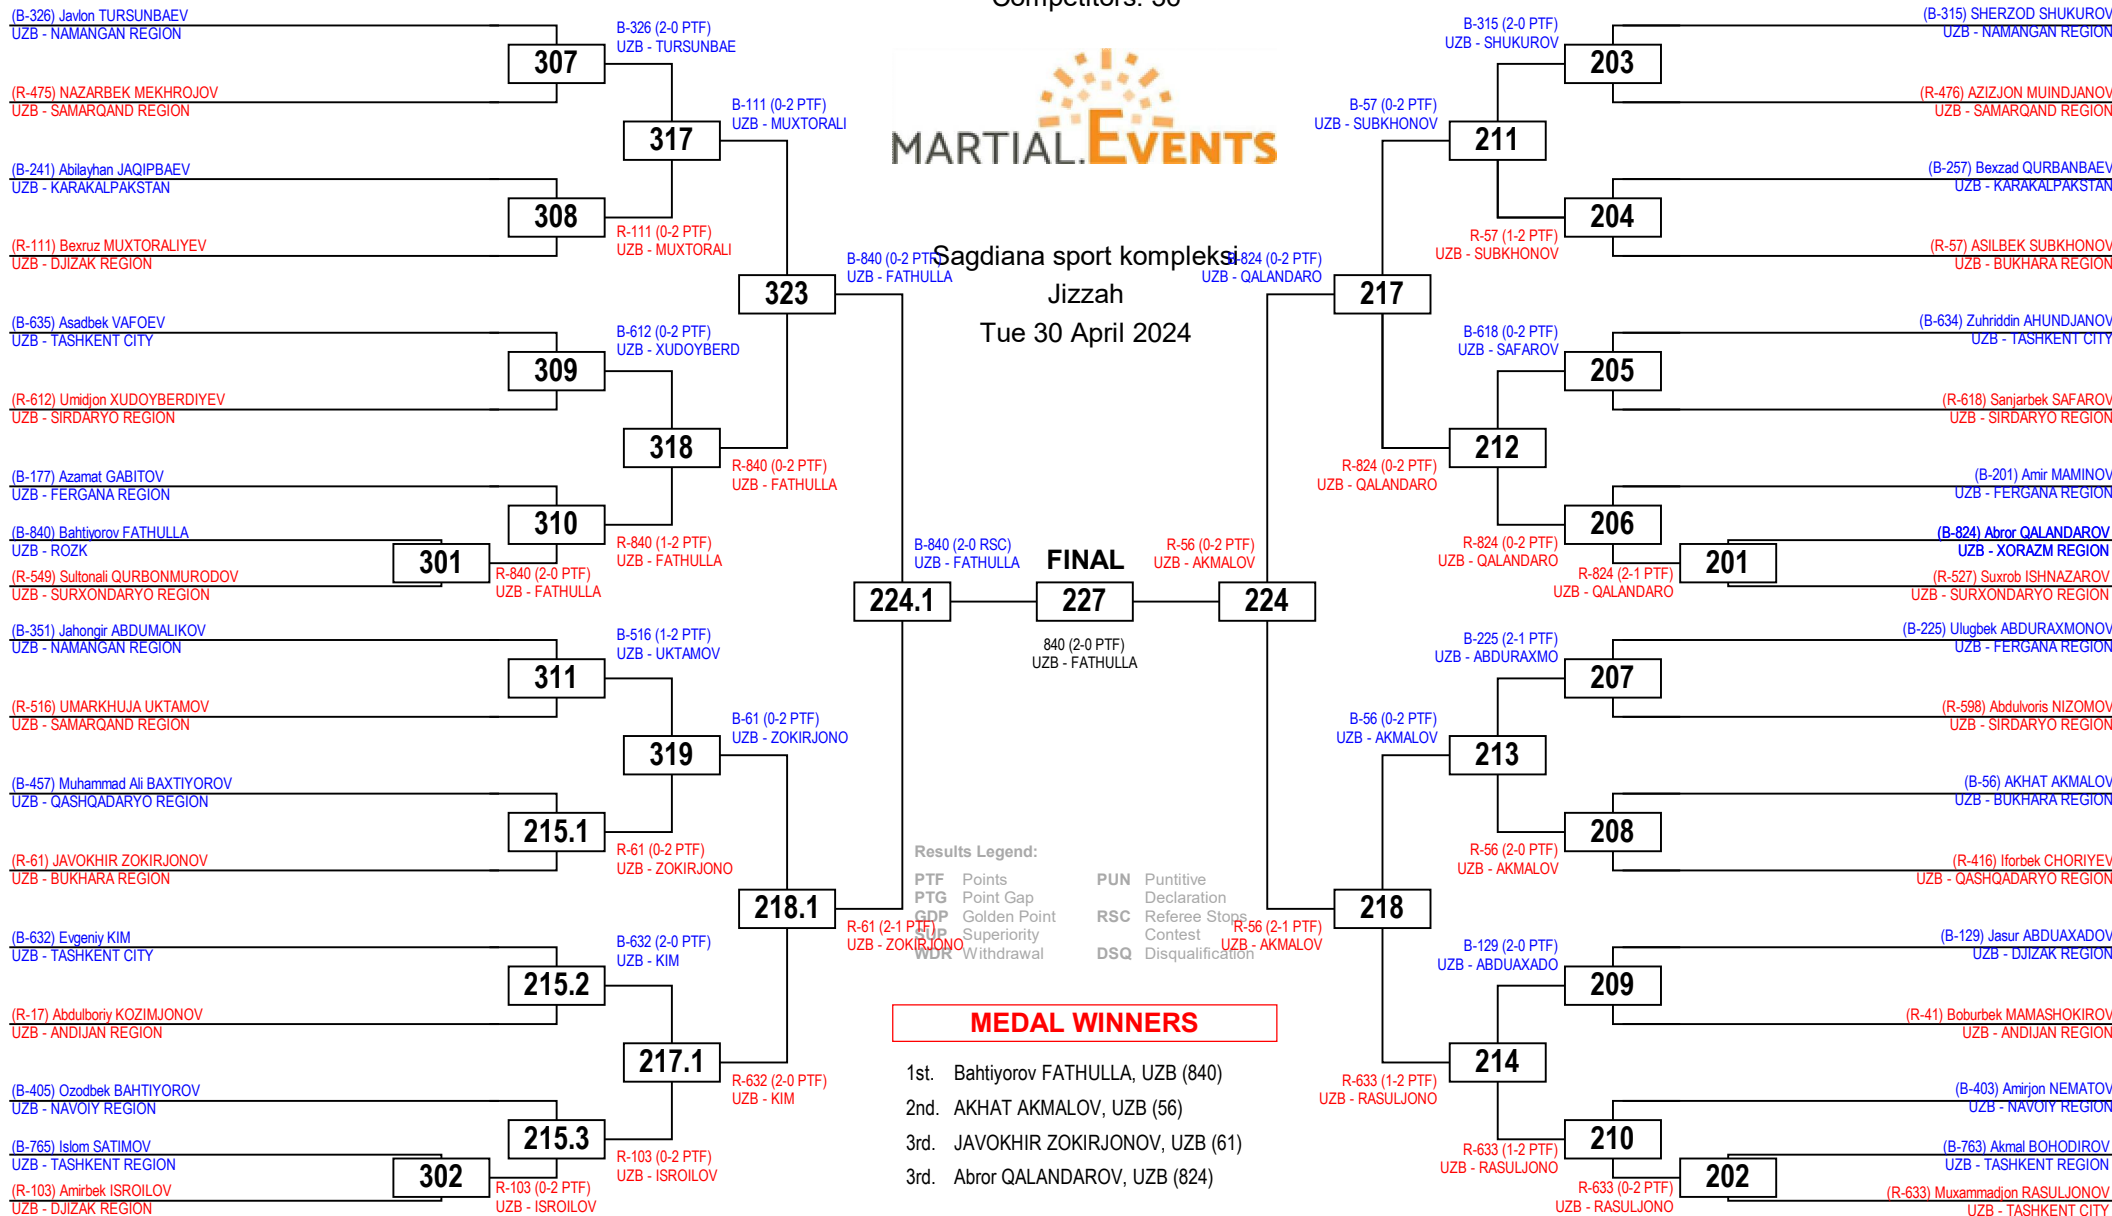 Competitors: 36
MARTIAL.EVENTS
Sagdiana sport kompleksi
Jizzah
Tue 30 April 2024
(B-326) Javlon TURSUNBAEV
UZB - NAMANGAN REGION
307
(R-475) NAZARBEK MEKHROJOV
UZB - SAMARQAND REGION
B-326 (2-0 PTF)
UZB - TURSUNBAE
317
(B-241) Abilayhan JAQIPBAEV
UZB - KARAKALPAKSTAN
308
(R-111) Bexruz MUXTORALIYEV
UZB - DJIZAK REGION
R-111 (0-2 PTF)
UZB - MUXTORALI
B-111 (0-2 PTF)
UZB - MUXTORALI
323
(B-635) Asadbek VAFOEV
UZB - TASHKENT CITY
309
(R-612) Umidjon XUDOYBERDIYEV
UZB - SIRDARYO REGION
B-612 (0-2 PTF)
UZB - XUDOYBERD
318
(B-177) Azamat GABITOV
UZB - FERGANA REGION
310
(B-840) Bahtiyorov FATHULLA
UZB - ROZK
301
(R-549) Sultonali QURBONMURODOV
UZB - SURXONDARYO REGION
R-840 (2-0 PTF)
UZB - FATHULLA
R-840 (1-2 PTF)
UZB - FATHULLA
R-840 (0-2 PTF)
UZB - FATHULLA
B-840 (0-2 PTF)
UZB - FATHULLA
224.1
(B-351) Jahongir ABDUMALIKOV
UZB - NAMANGAN REGION
311
(R-516) UMARKHUJA UKTAMOV
UZB - SAMARQAND REGION
B-516 (1-2 PTF)
UZB - UKTAMOV
319
(B-457) Muhammad Ali BAXTIYOROV
UZB - QASHQADARYO REGION
215.1
(R-61) JAVOKHIR ZOKIRJONOV
UZB - BUKHARA REGION
R-61 (0-2 PTF)
UZB - ZOKIRJONO
B-61 (0-2 PTF)
UZB - ZOKIRJONO
218.1
(B-632) Evgeniy KIM
UZB - TASHKENT CITY
215.2
(R-17) Abdulboriy KOZIMJONOV
UZB - ANDIJAN REGION
B-632 (2-0 PTF)
UZB - KIM
217.1
(B-405) Ozodbek BAHTIYOROV
UZB - NAVOIY REGION
215.3
(B-765) Islom SATIMOV
UZB - TASHKENT REGION
302
(R-103) Amirbek ISROILOV
UZB - DJIZAK REGION
R-103 (0-2 PTF)
UZB - ISROILOV
R-103 (0-2 PTF)
UZB - ISROILOV
R-632 (2-0 PTF)
UZB - KIM
R-61 (2-1 PTF)
UZB - ZOKIRJONO
B-840 (2-0 RSC)
UZB - FATHULLA
FINAL
227
840 (2-0 PTF)
UZB - FATHULLA
R-56 (0-2 PTF)
UZB - AKMALOV
224
B-824 (0-2 PTF)
UZB - QALANDARO
217
B-57 (0-2 PTF)
UZB - SUBKHONOV
211
B-315 (2-0 PTF)
UZB - SHUKUROV
203
(B-315) SHERZOD SHUKUROV
UZB - NAMANGAN REGION
(R-476) AZIZJON MUINDJANOV
UZB - SAMARQAND REGION
R-57 (1-2 PTF)
UZB - SUBKHONOV
204
(B-257) Bexzad QURBANBAEV
UZB - KARAKALPAKSTAN
(R-57) ASILBEK SUBKHONOV
UZB - BUKHARA REGION
R-824 (0-2 PTF)
UZB - QALANDARO
212
B-618 (0-2 PTF)
UZB - SAFAROV
205
(B-634) Zuhriddin AHUNDJANOV
UZB - TASHKENT CITY
(R-618) Sanjarbek SAFAROV
UZB - SIRDARYO REGION
R-824 (0-2 PTF)
UZB - QALANDARO
206
(B-201) Amir MAMINOV
UZB - FERGANA REGION
R-824 (2-1 PTF)
UZB - QALANDARO
201
(B-824) Abror QALANDAROV
UZB - XORAZM REGION
(R-527) Suxrob ISHNAZAROV
UZB - SURXONDARYO REGION
R-56 (2-1 PTF)
UZB - AKMALOV
218
B-56 (0-2 PTF)
UZB - AKMALOV
213
B-225 (2-1 PTF)
UZB - ABDURAXMO
207
(B-225) Ulugbek ABDURAXMONOV
UZB - FERGANA REGION
(R-598) Abdulvoris NIZOMOV
UZB - SIRDARYO REGION
R-56 (2-0 PTF)
UZB - AKMALOV
208
(B-56) AKHAT AKMALOV
UZB - BUKHARA REGION
(R-416) Iforbek CHORIYEV
UZB - QASHQADARYO REGION
R-633 (1-2 PTF)
UZB - RASULJONO
214
B-129 (2-0 PTF)
UZB - ABDUAXADO
209
(B-129) Jasur ABDUAXADOV
UZB - DJIZAK REGION
(R-41) Boburbek MAMASHOKIROV
UZB - ANDIJAN REGION
R-633 (1-2 PTF)
UZB - RASULJONO
210
(B-403) Amirjon NEMATOV
UZB - NAVOIY REGION
R-633 (0-2 PTF)
UZB - RASULJONO
202
(B-763) Akmal BOHODIROV
UZB - TASHKENT REGION
(R-633) Muxammadjon RASULJONOV
UZB - TASHKENT CITY
Results Legend:
PTF Points
PTG Point Gap
GDP Golden Point
SUP Superiority
WDR Withdrawal
PUN Puntitive
Declaration
RSC Referee Stops
Contest
DSQ Disqualification
MEDAL WINNERS
1st. Bahtiyorov FATHULLA, UZB (840)
2nd. AKHAT AKMALOV, UZB (56)
3rd. JAVOKHIR ZOKIRJONOV, UZB (61)
3rd. Abror QALANDAROV, UZB (824)